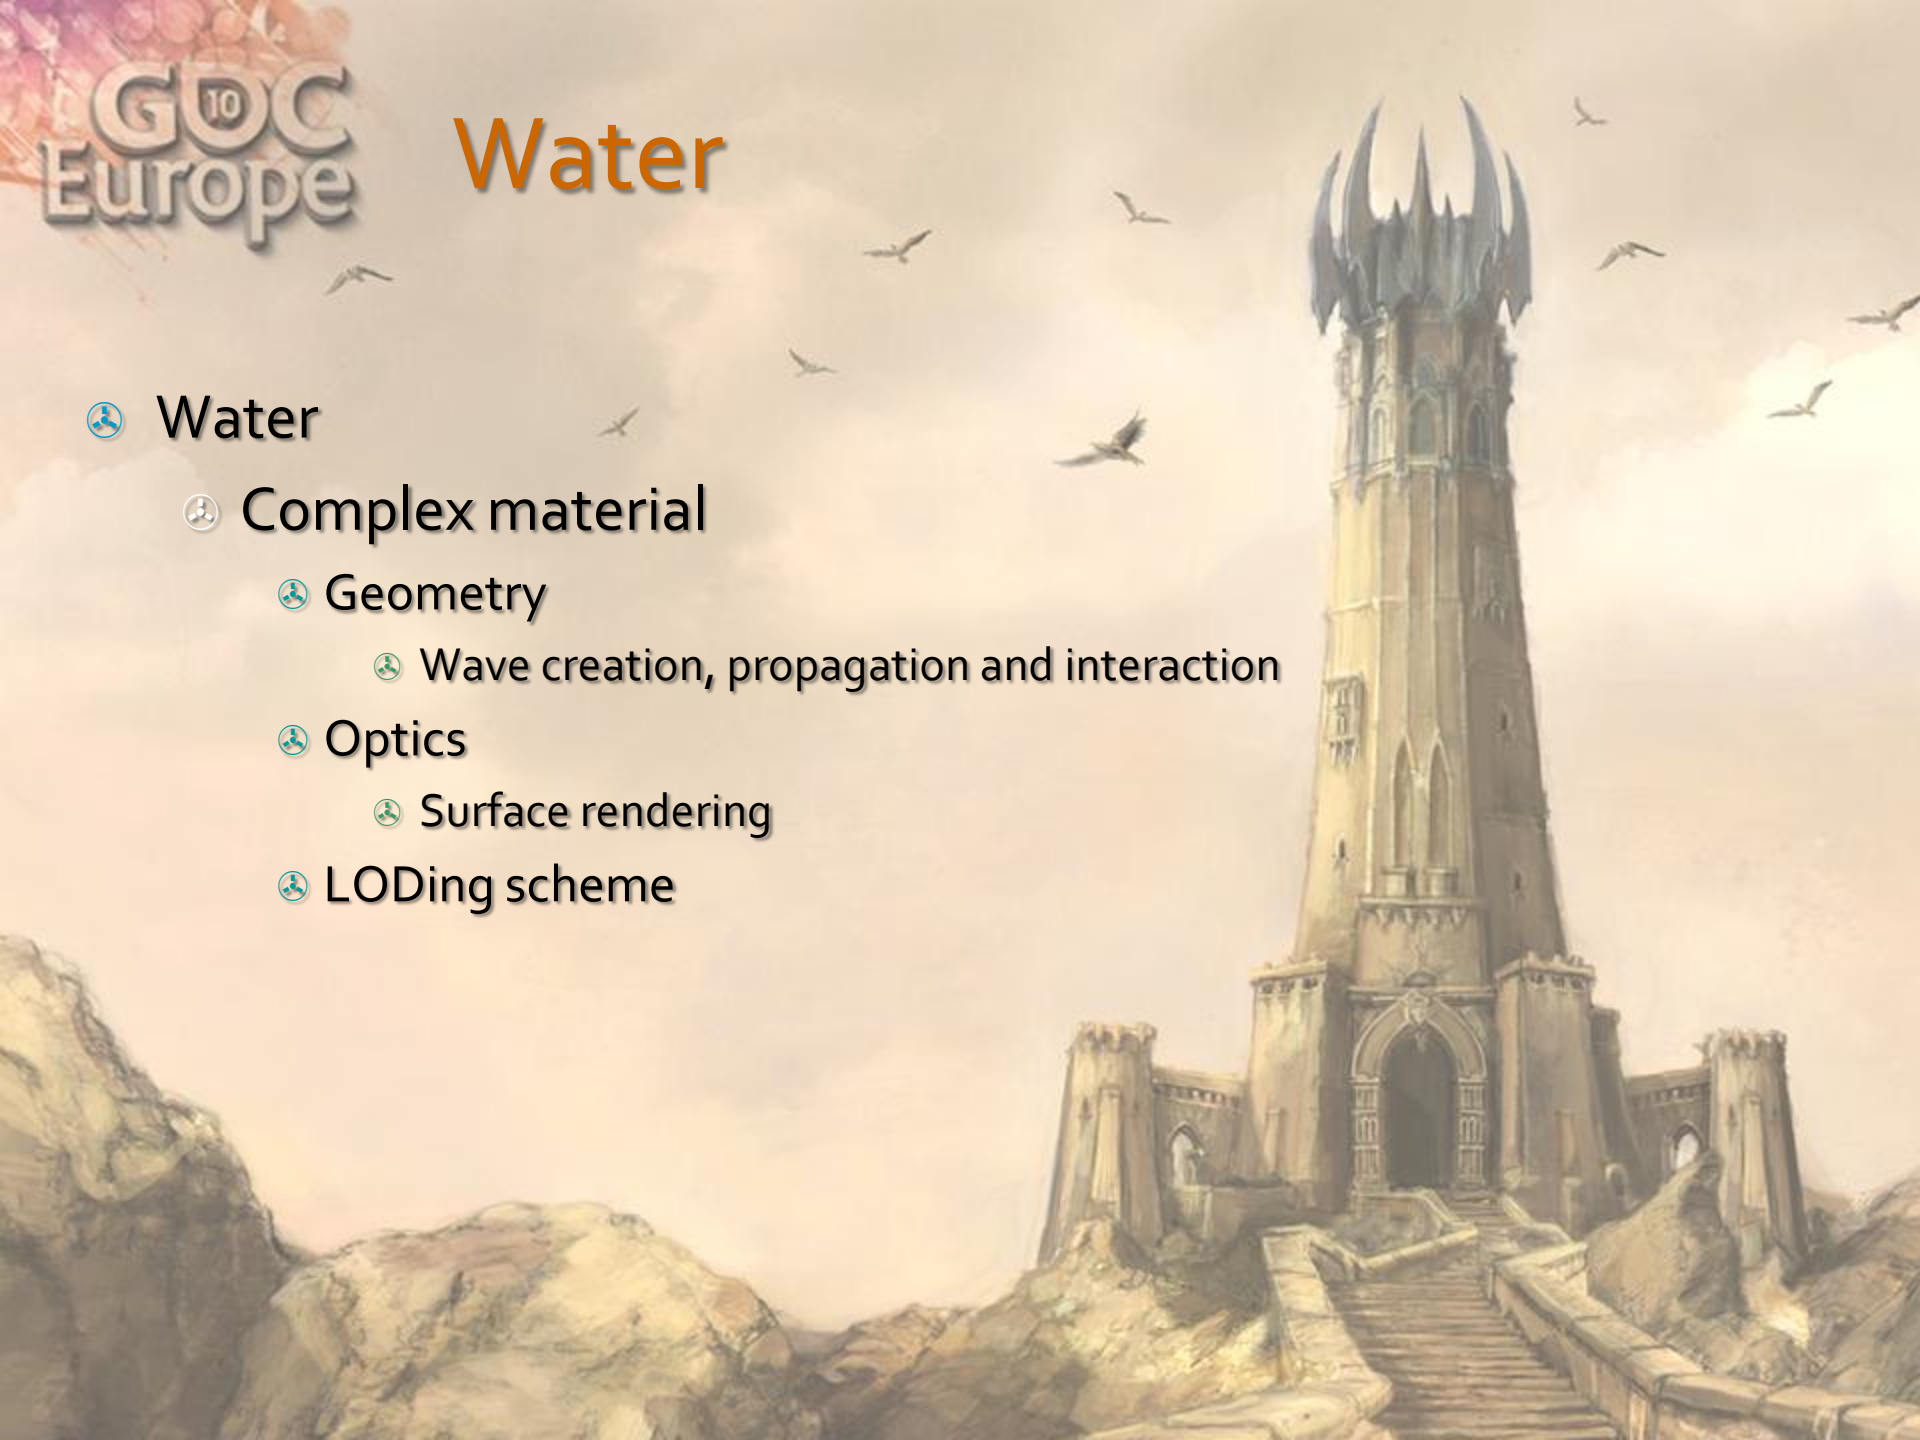 GDC 10
Europe
Water
Water
Complex material
Geometry
Wave creation, propagation and interaction
Optics
Surface rendering
LODing scheme